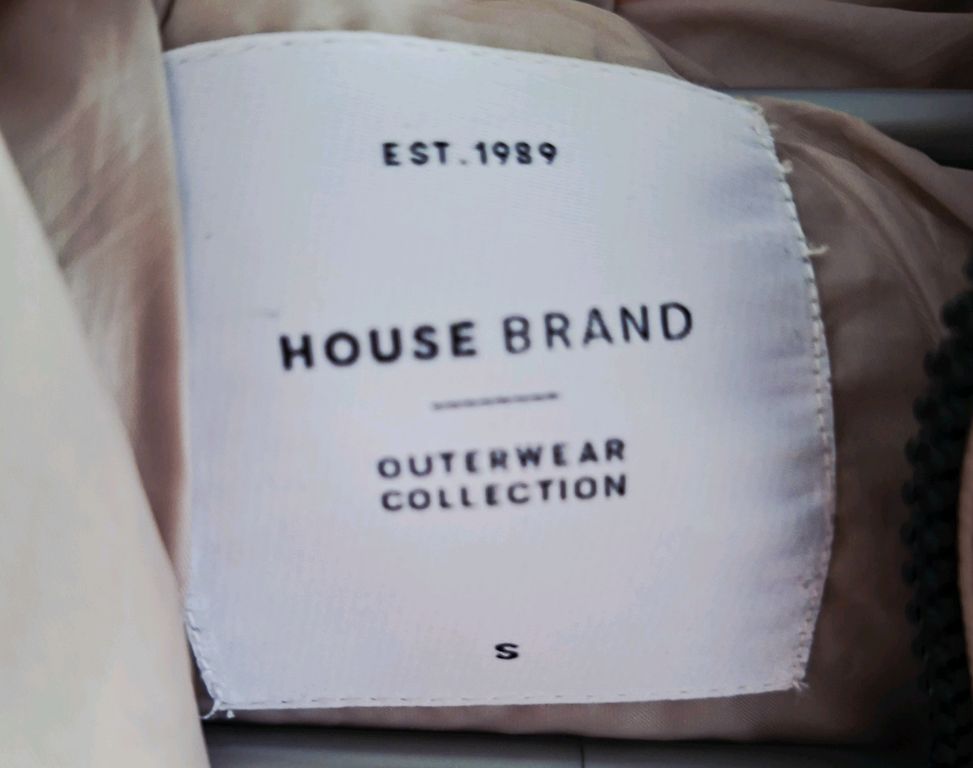 EST.1989
HOUSE BRAND
OUTERWEAR
COLLECTION
S